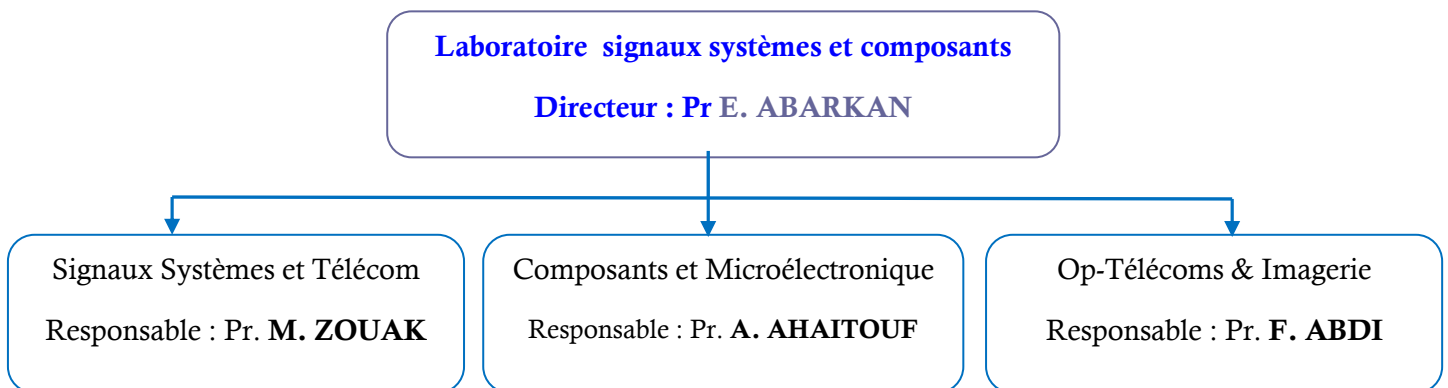 Laboratoire signaux systèmes et composants
Directeur : Pr E. ABARKAN
Signaux Systèmes et Télécom
Responsable : Pr. M. ZOUAK
Composants et Microélectronique
Responsable : Pr. A. AHAITOUF
Op-Télécoms & Imagerie
Responsable : Pr. F. ABDI